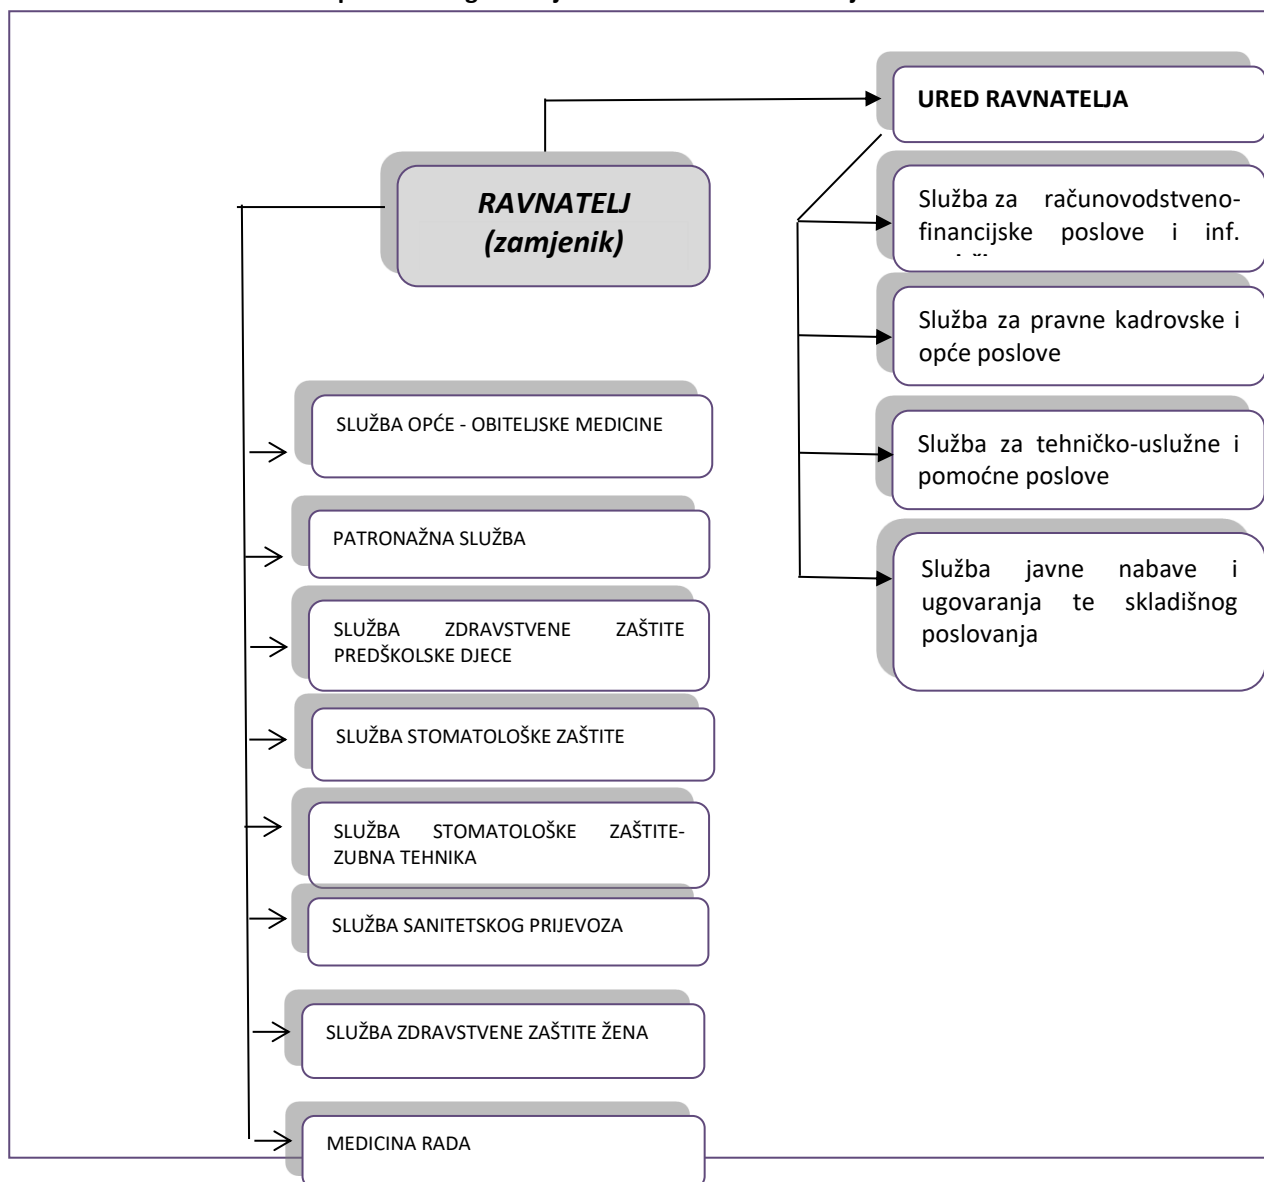 URED RAVNATELJA
RAVNATELJ
(zamjenik)
Služba za računovodstveno-
financijske poslove i inf.
Služba za pravne kadrovske i
opće poslove
Služba za tehničko-uslužne i
pomoćne poslove
Služba javne nabave i
ugovaranja te skladišnog
poslovanja
SLUŽBA OPĆE - OBITELJSKE MEDICINE
PATRONAŽNA SLUŽBA
SLUŽBA ZDRAVSTVENE ZAŠTITE
PREDŠKOLSKE DJECE
SLUŽBA STOMATOLOŠKE ZAŠTITE
SLUŽBA STOMATOLOŠKE ZAŠTITE-
ZUBNA TEHNIKA
SLUŽBA SANITETSKOG PRIJEVOZA
SLUŽBA ZDRAVSTVENE ZAŠTITE ŽENA
MEDICINA RADA